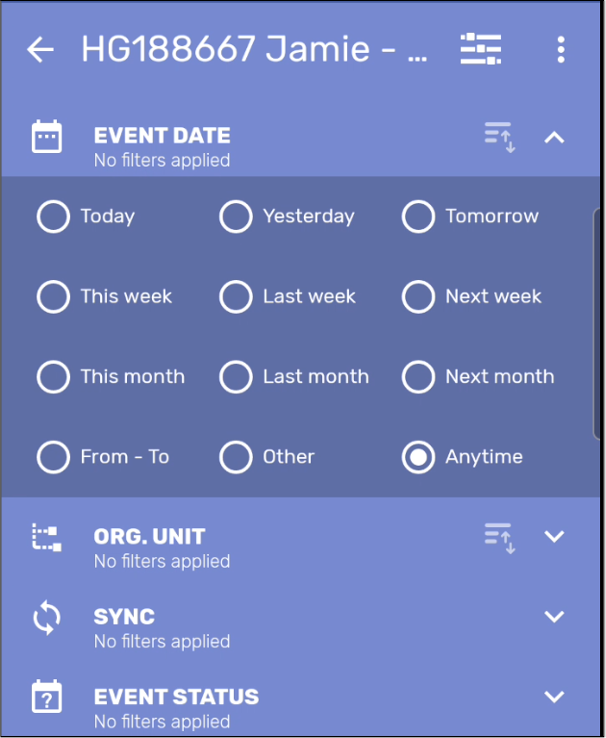 HG188667 Jamie - ...
EVENT DATE
No filters applied
Today Yesterday Tomorrow
This week Last week Next week
This month Last month Next month
From - To Other Anytime
ORG. UNIT
No filters applied
SYNC
No filters applied
EVENT STATUS
No filters applied